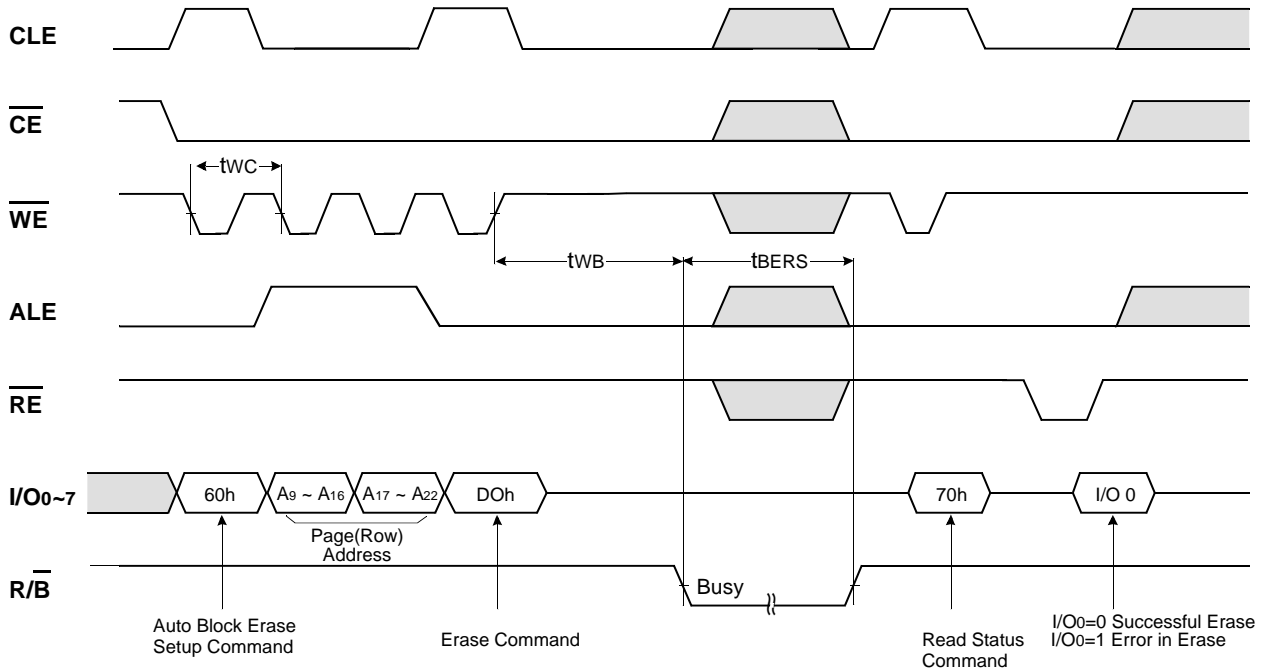 CLE
CE
WE
tWC
tWB
tBERS
ALE
RE
I/O0~7
60h
A9 ~ A16
A17 ~ A22
DOh
70h
I/O 0
Page(Row)
Address
R/B
Busy
Auto Block Erase
Setup Command
Erase Command
Read Status
Command
I/O0=0 Successful Erase
I/O0=1 Error in Erase